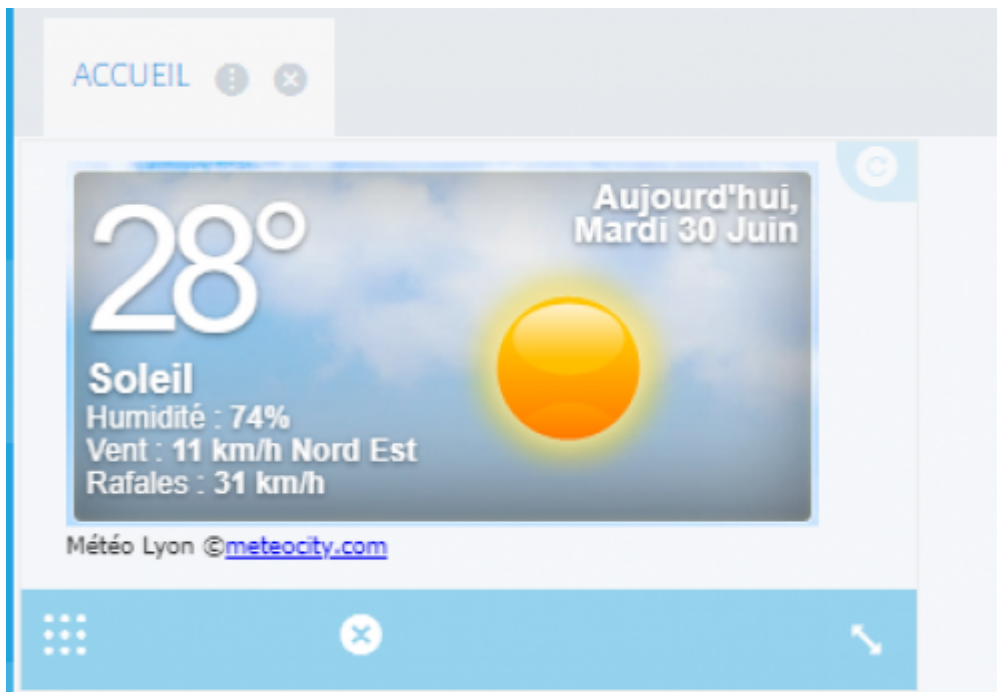 ACCUEIL
28°
Aujourd'hui,
Mardi 30 Juin
Soleil
Humidité : 74%
Vent : 11 km/h Nord Est
Rafales : 31 km/h
Météo Lyon ©meteocity.com